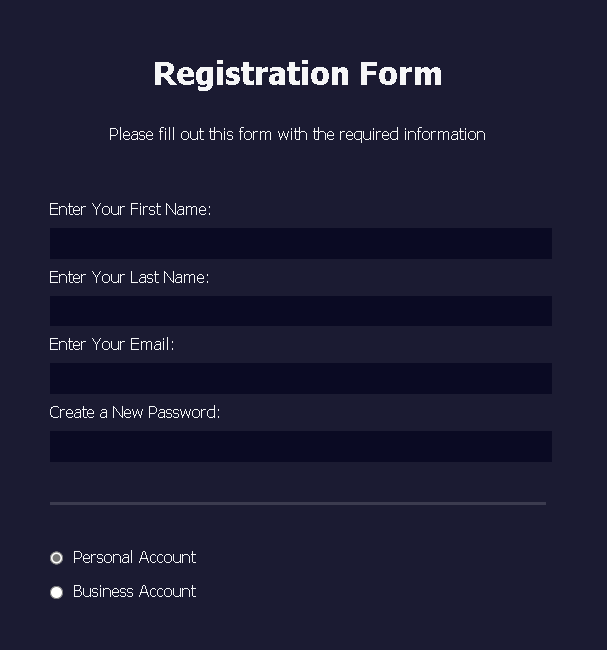 Registration Form
Please fill out this form with the required information
Enter Your First Name:
Enter Your Last Name:
Enter Your Email:
Create a New Password:
Personal Account
Business Account